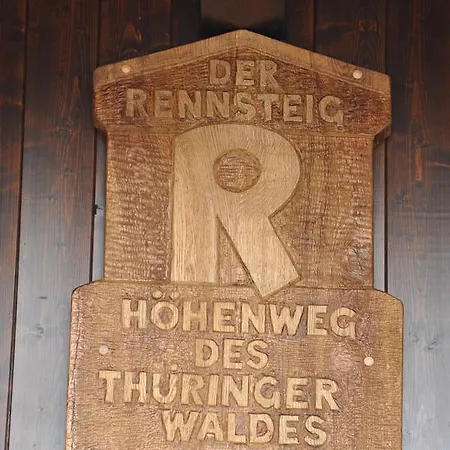 DER
RENNSTEIG
R
HÖHENWEG
DES
THÜRINGER
WALDES